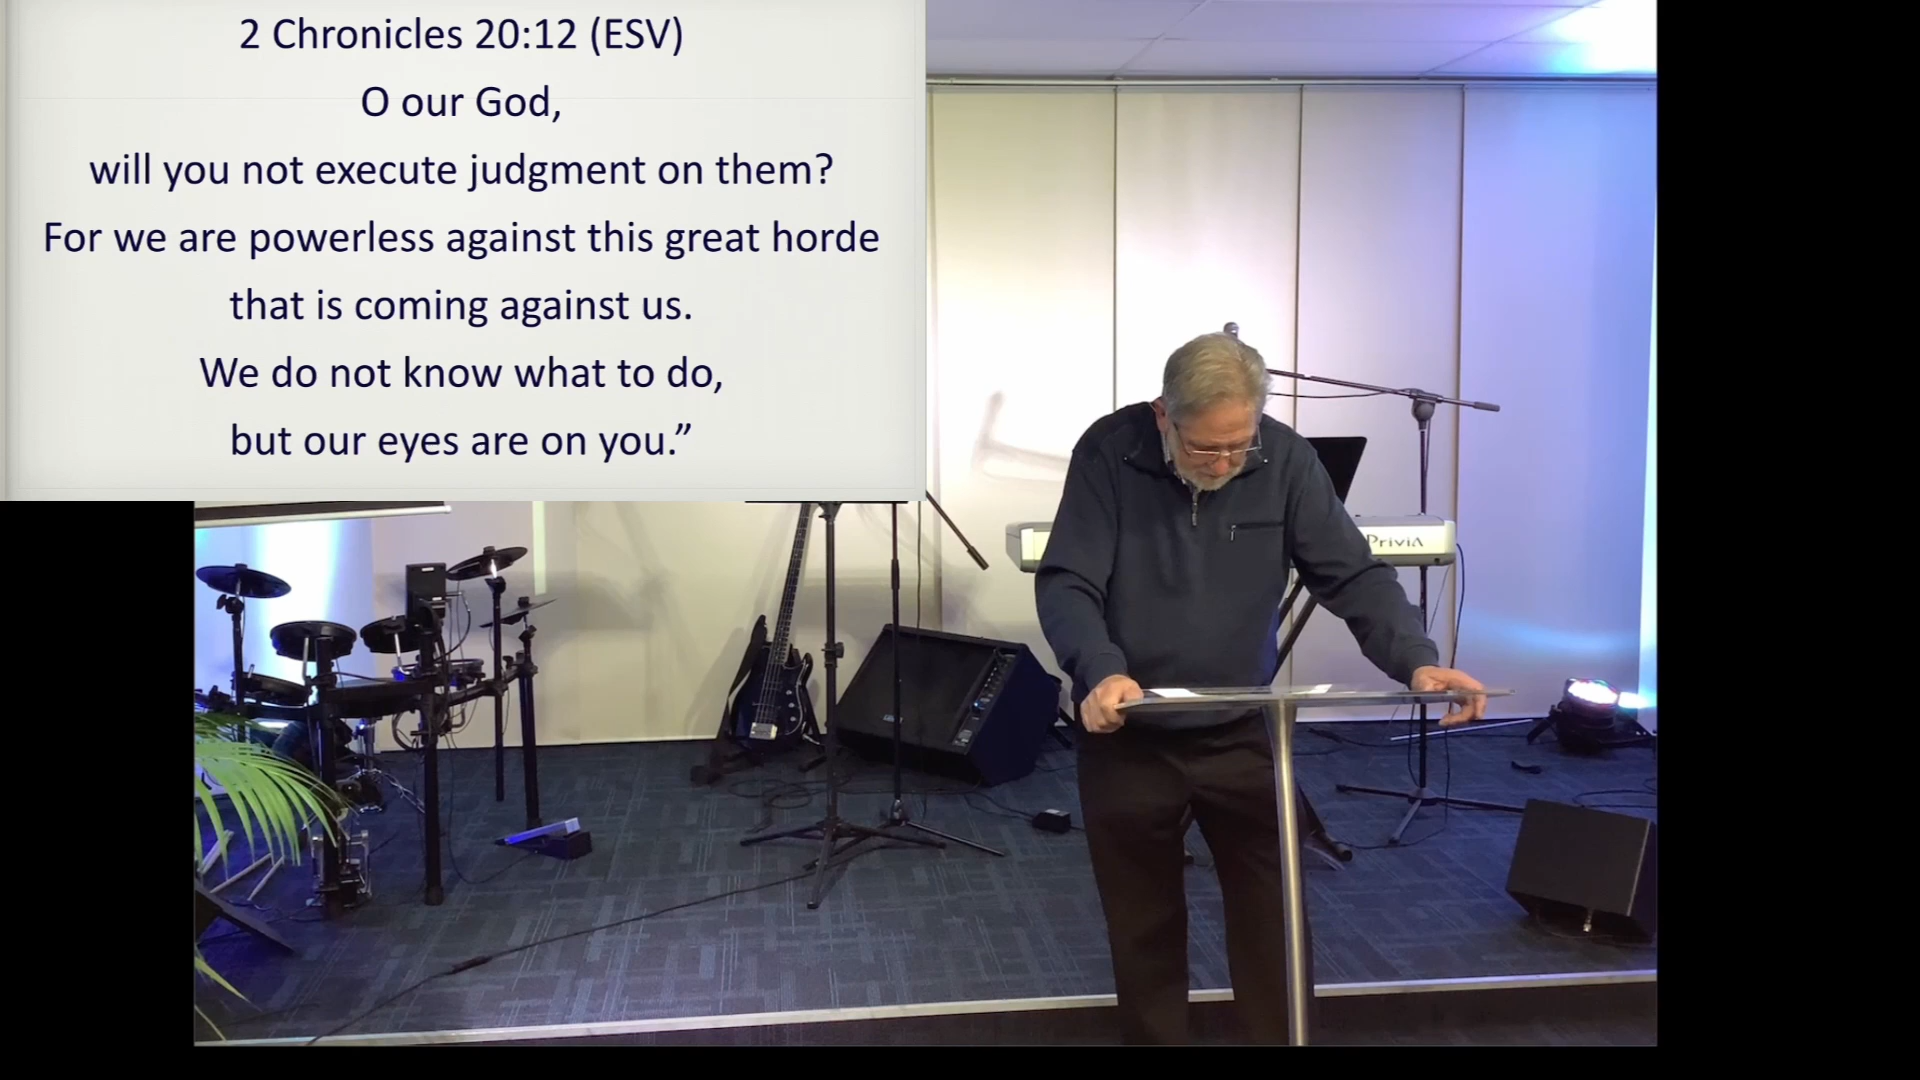 2 Chronicles 20:12 (ESV)
O our God,
will you not execute judgment on them?
For we are powerless against this great horde
that is coming against us.
We do not know what to do,
but our eyes are on you.”
Privia